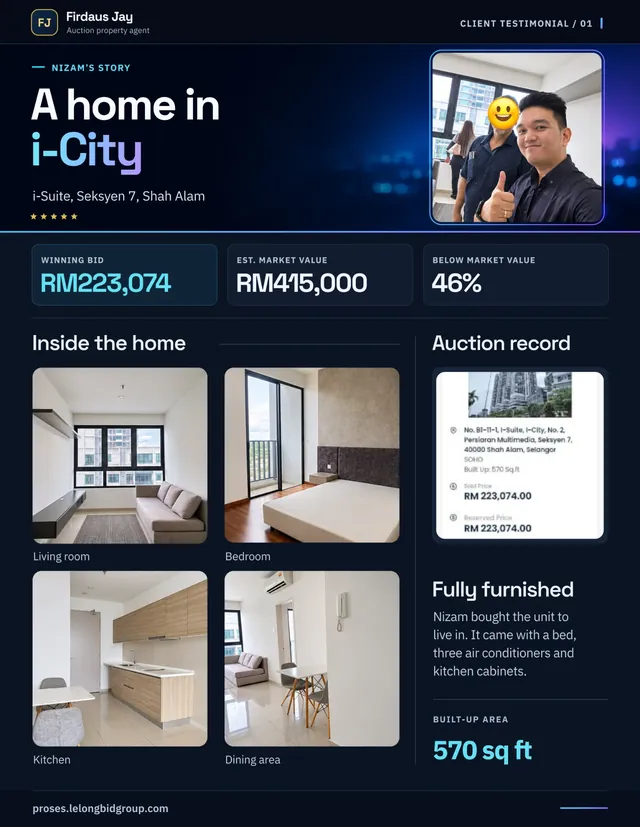 FJ
Firdaus Jay
Auction property agent
CLIENT TESTIMONIAL / 01
NIZAM'S STORY
A home in
i-City
i-Suite, Seksyen 7, Shah Alam
WINNING BID
RM223,074
EST. MARKET VALUE
RM415,000
BELOW MARKET VALUE
46%
Inside the home
Living room
Bedroom
Kitchen
Dining area
Auction record
No. B1-11-1, i-Suite, i-City, No. 2,
Persiaran Multimedia, Seksyen 7,
40000 Shah Alam, Selangor
SOHO
Built Up: 570 Sq.ft
Sold Price
RM 223,074.00
Reserved Price
RM 223,074.00
Fully furnished
Nizam bought the unit to
live in. It came with a bed,
three air conditioners and
kitchen cabinets.
BUILT-UP AREA
570 sq ft
proses.lelongbidgroup.com